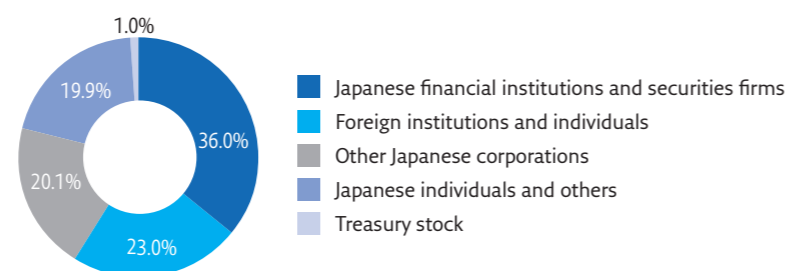 1.0%
19.9%
36.0%
20.1%
23.0%
Japanese financial institutions and securities firms
Foreign institutions and individuals
Other Japanese corporations
Japanese individuals and others
Treasury stock